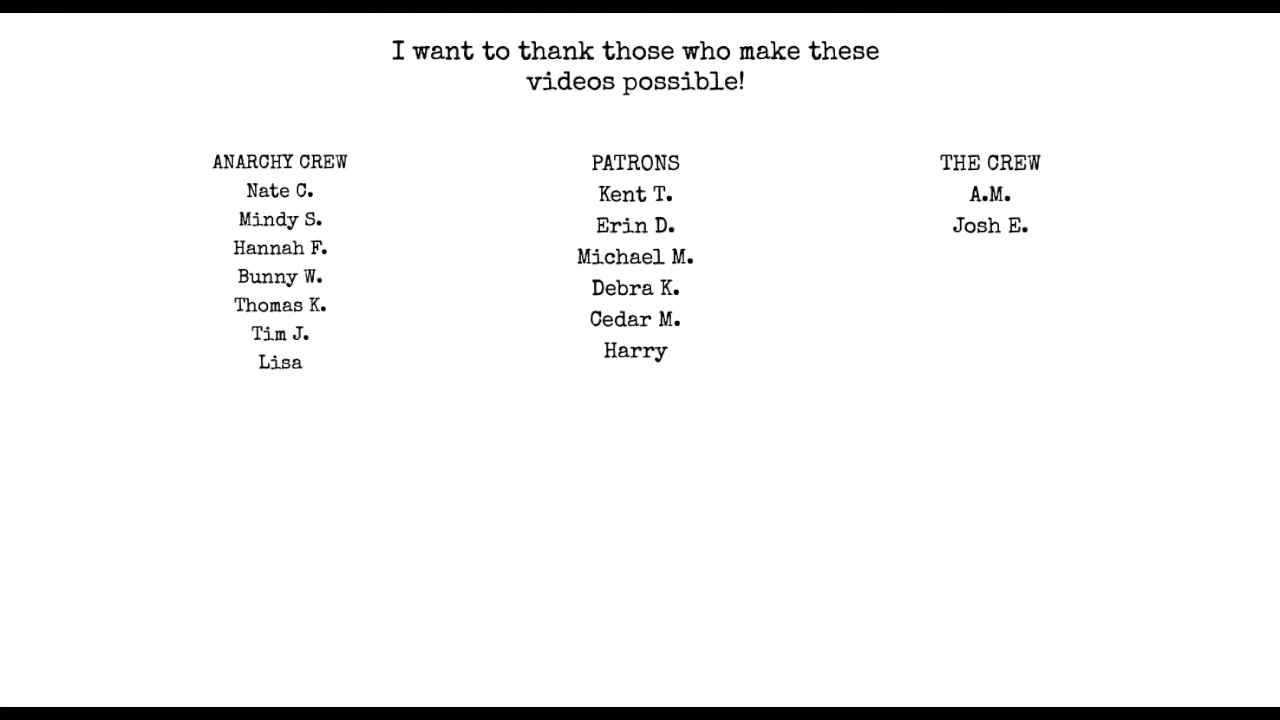 I want to thank those who make these
videos possible!
ANARCHY CREW
Nate C.
Mindy S.
Hannah F.
Bunny W.
Thomas K.
Tim J.
Lisa
PATRONS
Kent T.
Erin D.
Michael M.
Debra K.
Cedar M.
Harry
THE CREW
A.M.
Josh E.